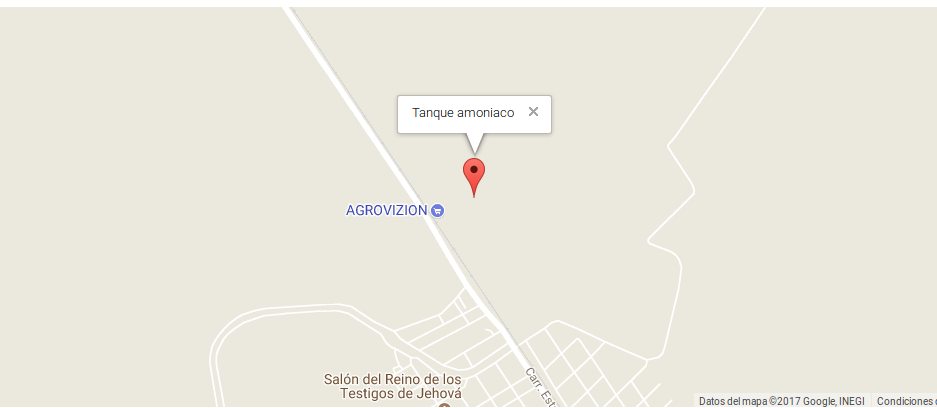 Tanque amoniaco
AGROVIZION
Salón del Reino de los
Testigos de Jehová
Carr. Est
Datos del mapa ©2017 Google, INEGI
Condiciones